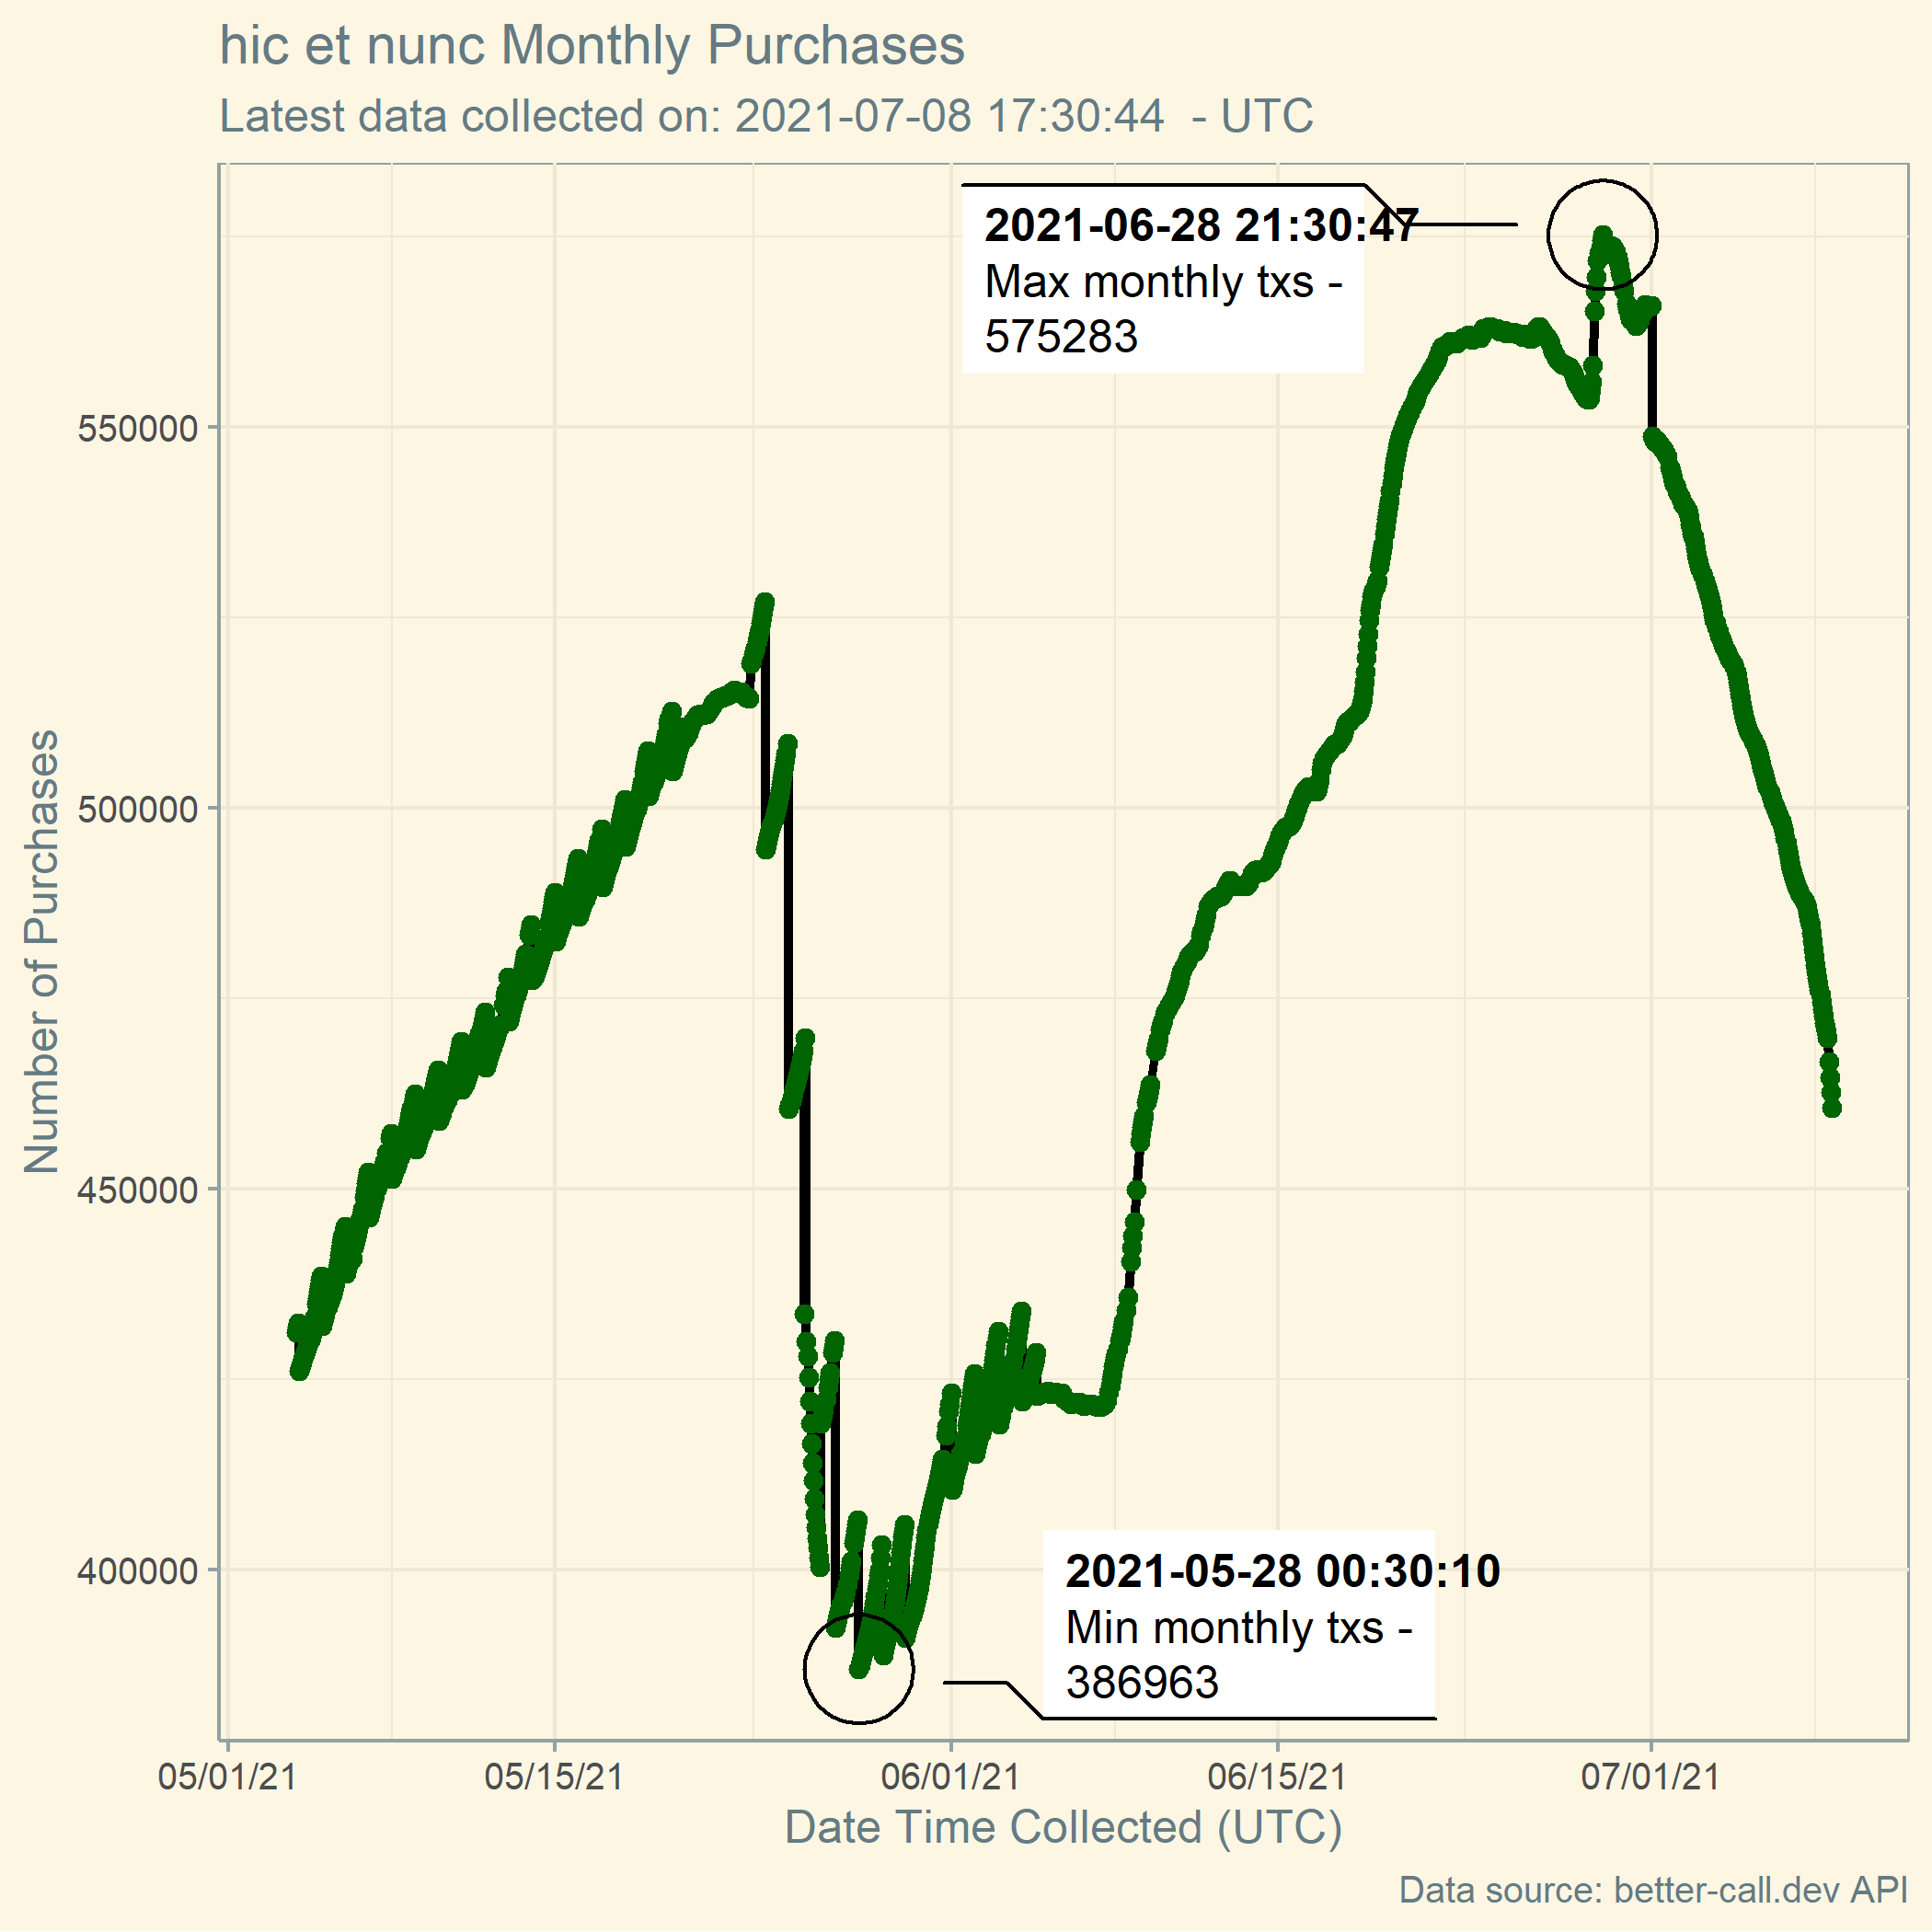 hic et nunc Monthly Purchases
Latest data collected on: 2021-07-08 17:30:44  - UTC
2021-06-28 21:30:47
Max monthly txs -
575283
550000
500000
450000
400000
Number of Purchases
2021-05-28 00:30:10
Min monthly txs -
386963
05/01/21 05/15/21 06/01/21 06/15/21 07/01/21
Date Time Collected (UTC)
Data source: better-call.dev API